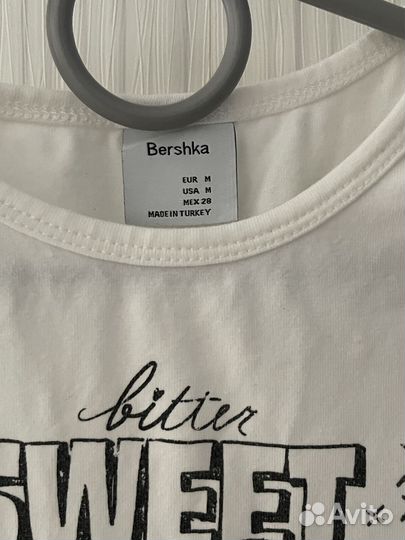 Bershka
EUR M
USA M
MEX 28
MADE IN TURKEY
bitter
SWEET
Avito